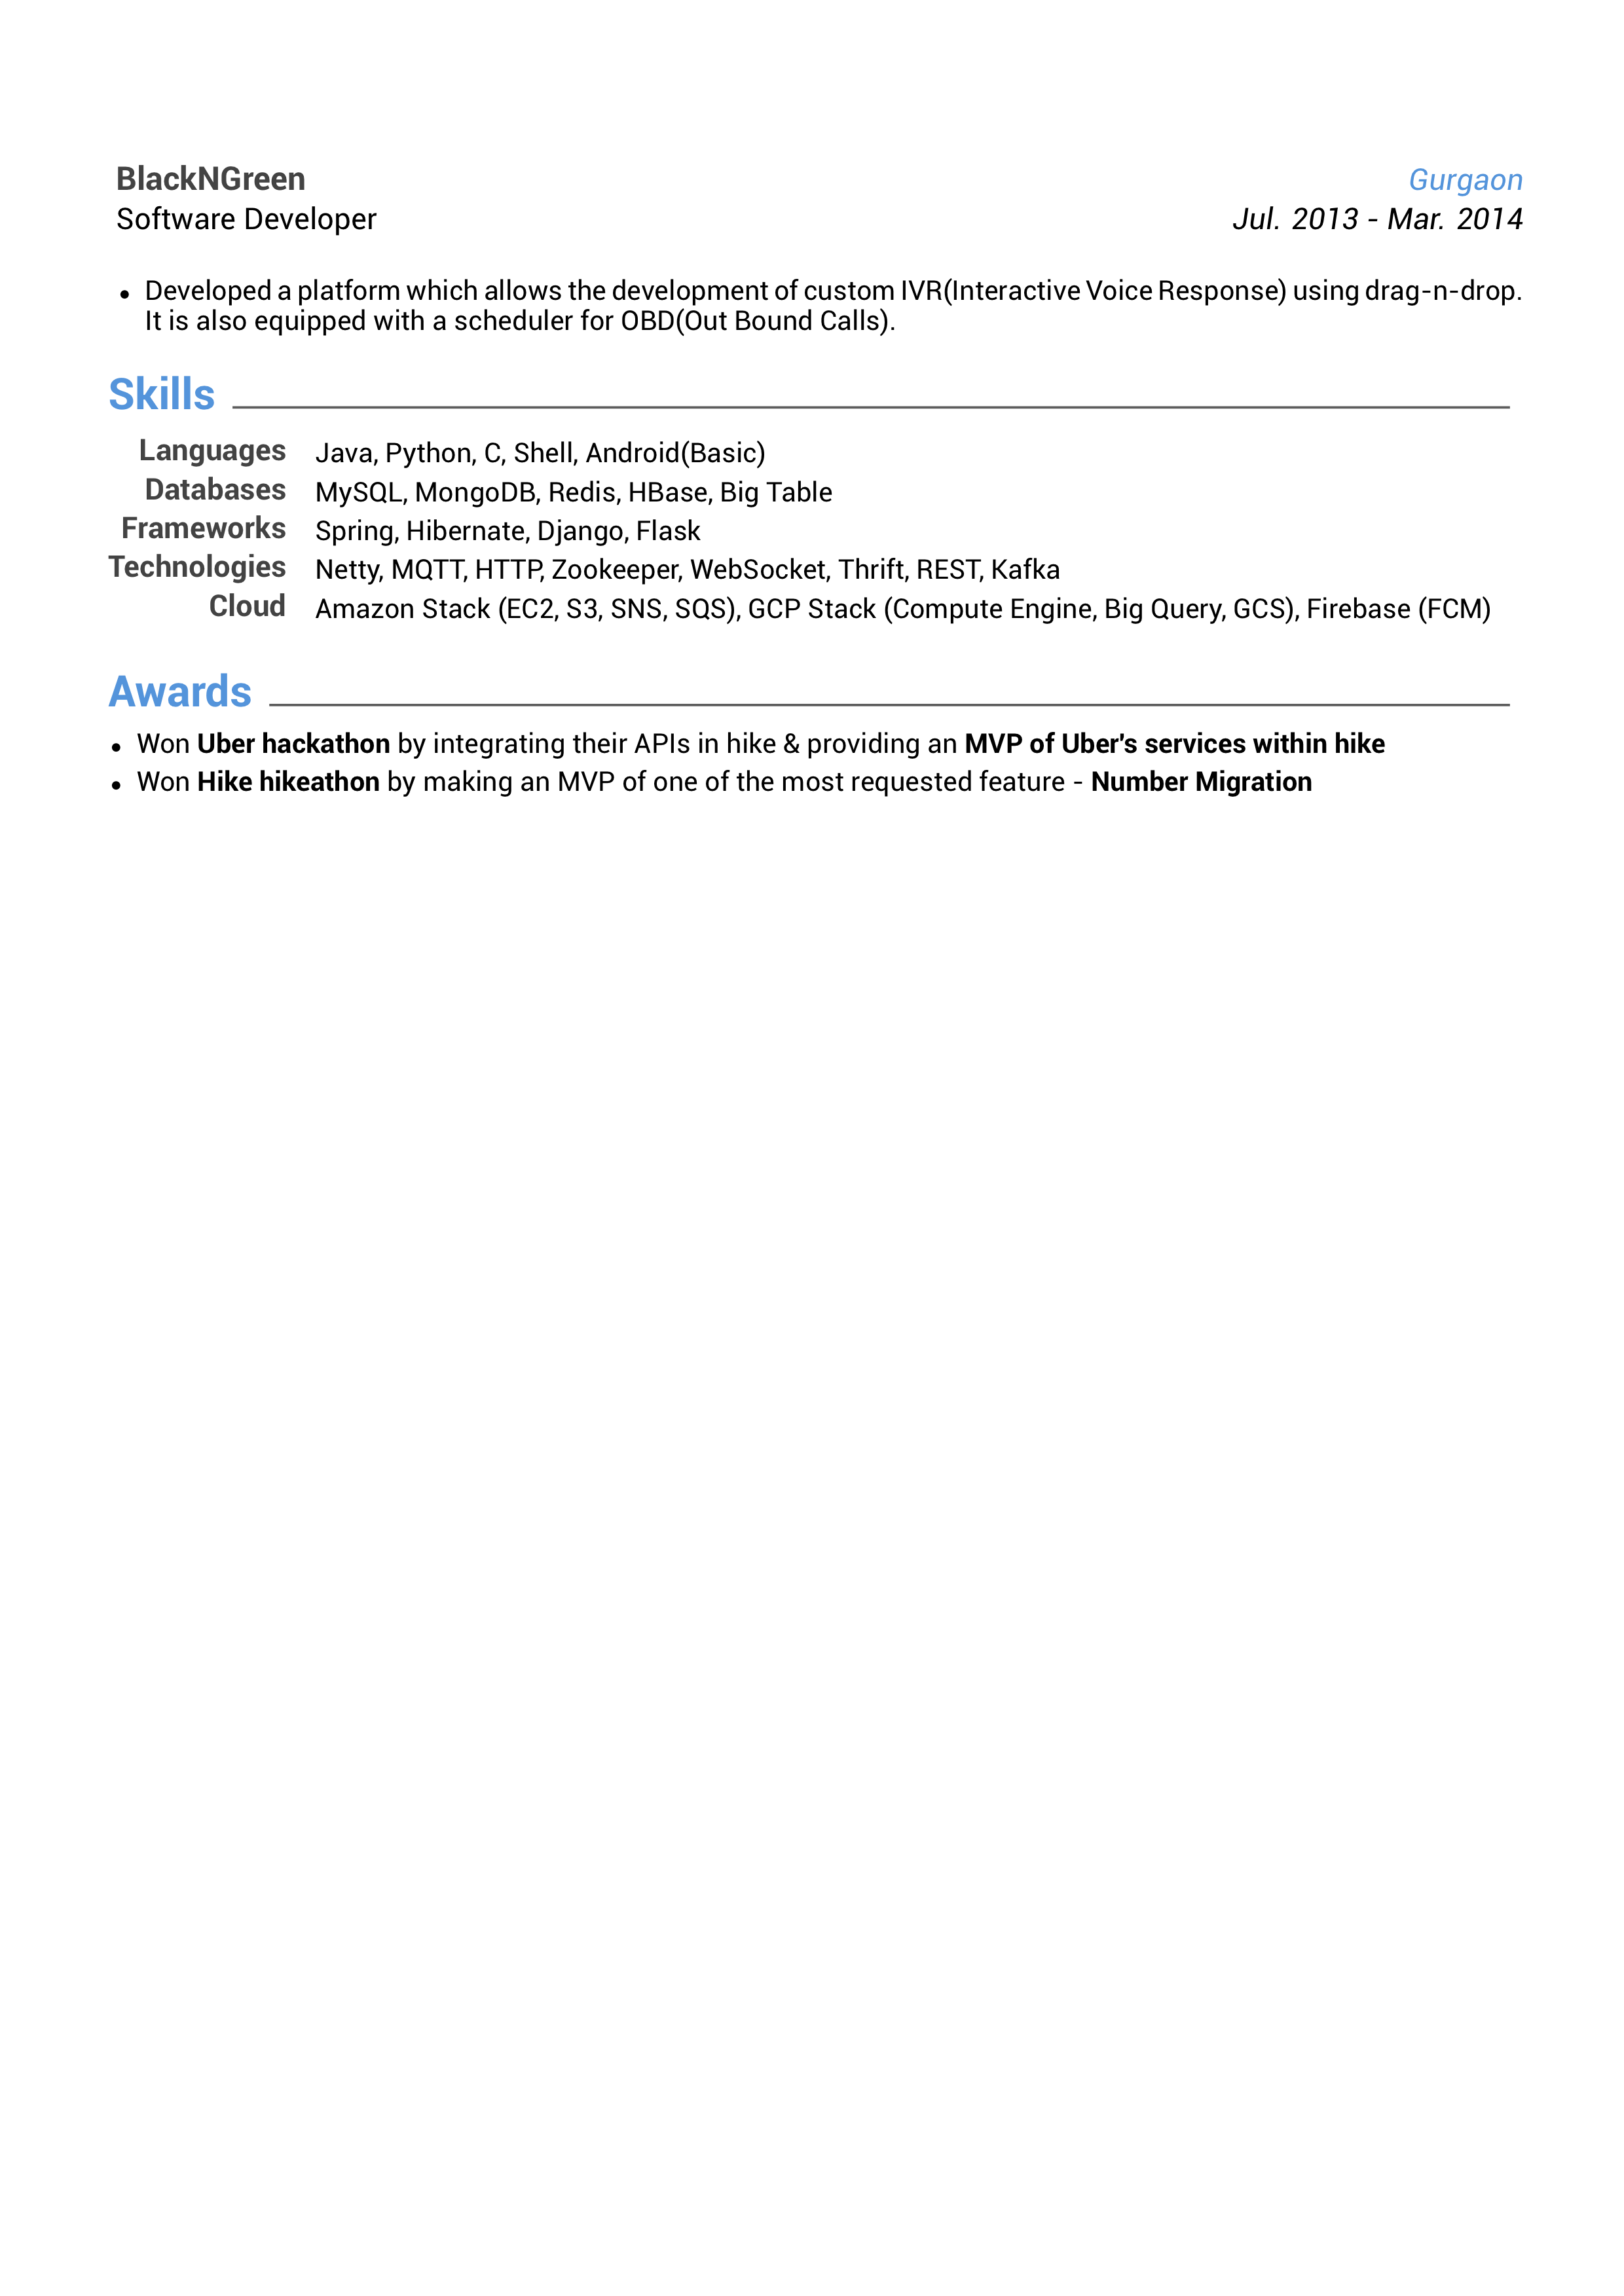 BlackNGreen Gurgaon
Software Developer Jul. 2013 - Mar. 2014
• Developed a platform which allows the development of custom IVR(Interactive Voice Response) using drag-n-drop.
It is also equipped with a scheduler for OBD(Out Bound Calls).
Skills
Languages Java, Python, C, Shell, Android(Basic)
Databases MySQL, MongoDB, Redis, HBase, Big Table
Frameworks Spring, Hibernate, Django, Flask
Technologies Netty, MQTT, HTTP, Zookeeper, WebSocket, Thrift, REST, Kafka
Cloud Amazon Stack (EC2, S3, SNS, SQS), GCP Stack (Compute Engine, Big Query, GCS), Firebase (FCM)
Awards
• Won Uber hackathon by integrating their APIs in hike & providing an MVP of Uber's services within hike
• Won Hike hikeathon by making an MVP of one of the most requested feature - Number Migration